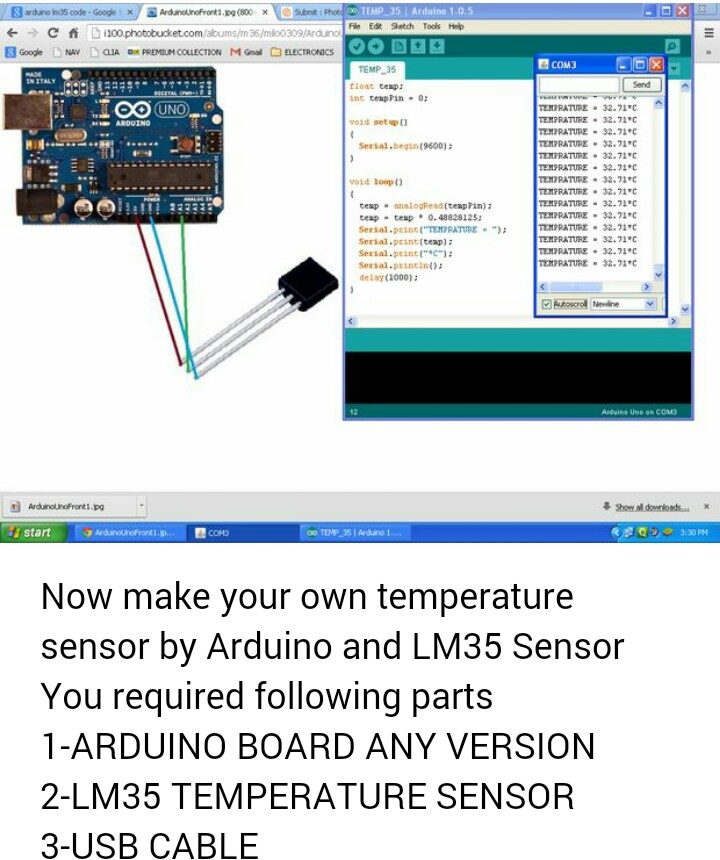 arduino lm35 code - Google
ArduinoUnoFront1.jpg (800
Submit : Photo
i100.photobucket.com/albums/m36/milo0309/Arduino
Google NAV CLIA PREMIUM COLLECTION Gmail ELECTRONICS
MADE
IN ITALY
DIGITAL
UNO
ARDUINO
POWER
ANALOG IN
TEMP_35 | Arduino 1.0.5
File Edit Sketch Tools Help
TEMP_35
float temp;
int tempPin = 0;
void setup()
{
Serial.begin(9600);
}
void loop()
{
temp = analogRead(tempPin);
temp = temp * 0.48828125;
Serial.print("TEMPRATURE = ");
Serial.print(temp);
Serial.print("*C");
Serial.println();
delay(1000);
}
12
Arduino Uno on COM3
COM3
Send
TEMPRATURE = 32.71*C
TEMPRATURE = 32.71*C
TEMPRATURE = 32.71*C
TEMPRATURE = 32.71*C
TEMPRATURE = 32.71*C
TEMPRATURE = 32.71*C
TEMPRATURE = 32.71*C
TEMPRATURE = 32.71*C
TEMPRATURE = 32.71*C
TEMPRATURE = 32.71*C
TEMPRATURE = 32.71*C
TEMPRATURE = 32.71*C
TEMPRATURE = 32.71*C
TEMPRATURE = 32.71*C
Autoscroll Newline
ArduinoUnoFront1.jpg
Show all downloads...
start
ArduinoUnoFront1.jp...
COM3
TEMP_35 | Arduino 1....
3:30 PM
Now make your own temperature
sensor by Arduino and LM35 Sensor
You required following parts
1-ARDUINO BOARD ANY VERSION
2-LM35 TEMPERATURE SENSOR
3-USB CABLE